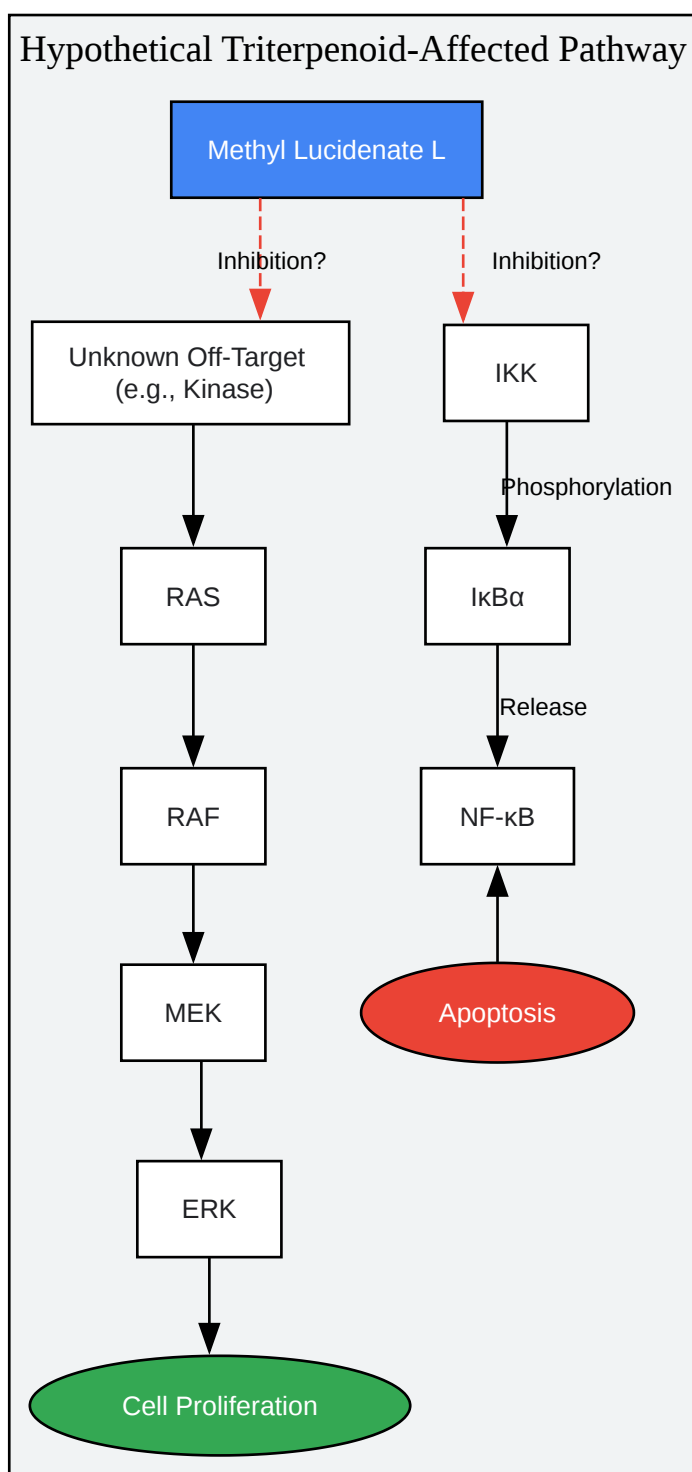 Hypothetical Triterpenoid-Affected Pathway
Methyl Lucidenate L
Inhibition?
Inhibition?
Unknown Off-Target
(e.g., Kinase)
IKK
Phosphorylation
RAS
IκBα
Release
RAF
NF-κB
MEK
Apoptosis
ERK
Cell Proliferation